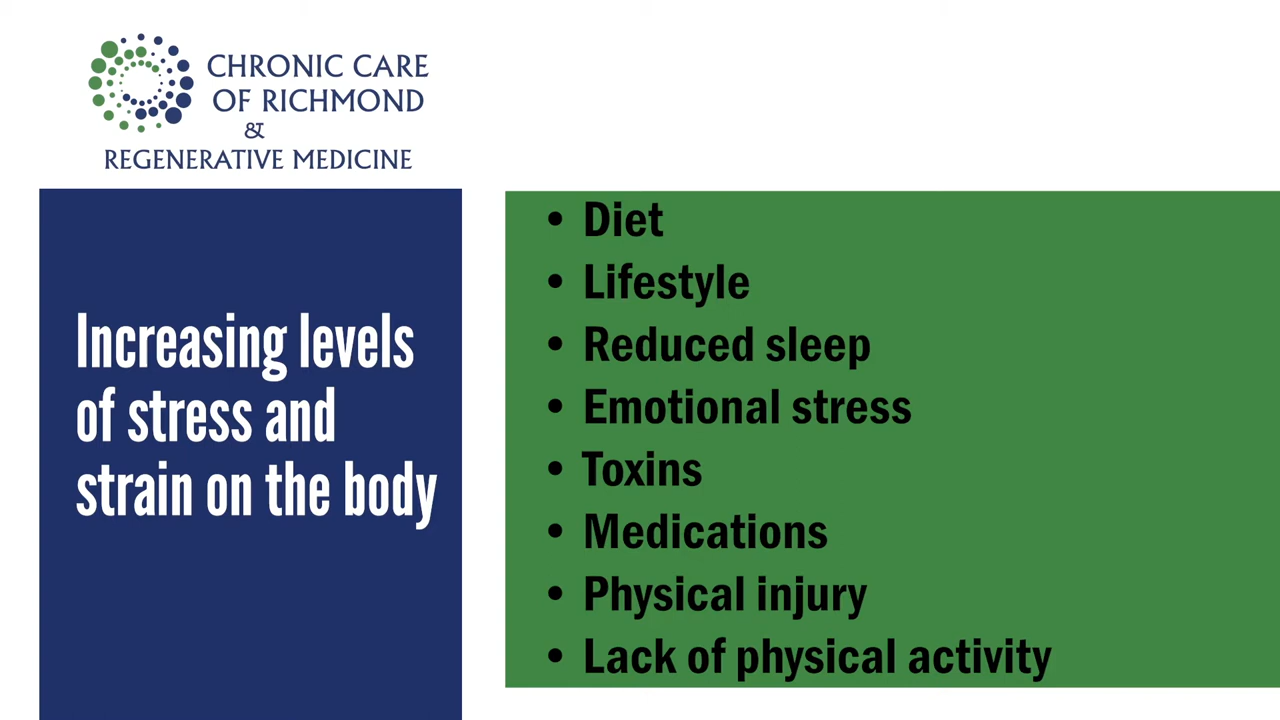 CHRONIC CARE
OF RICHMOND
&
REGENERATIVE MEDICINE
Increasing levels
of stress and
strain on the body
• Diet
• Lifestyle
• Reduced sleep
• Emotional stress
• Toxins
• Medications
• Physical injury
• Lack of physical activity